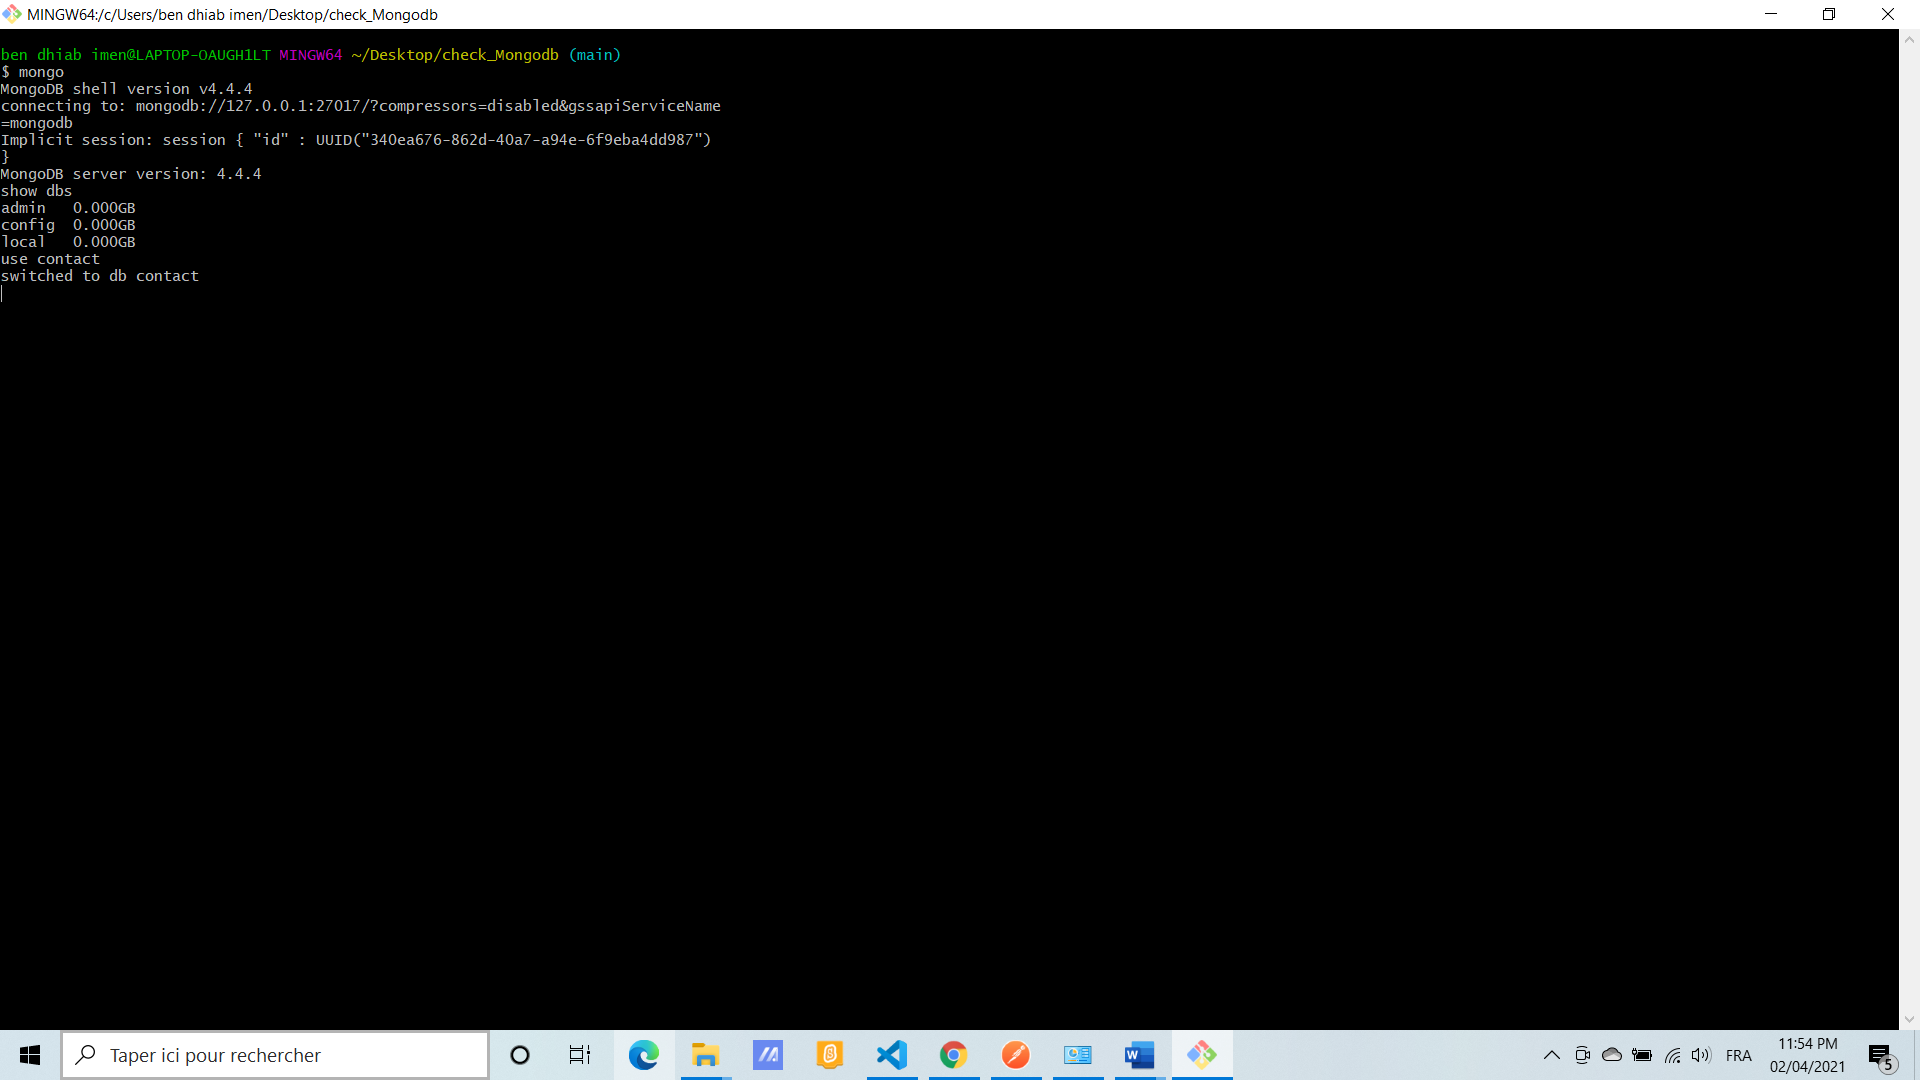 MINGW64:/c/Users/ben dhiab imen/Desktop/check_Mongodb
ben dhiab imen@LAPTOP-OAUGH1LT MINGW64 ~/Desktop/check_Mongodb (main)
$ mongo
MongoDB shell version v4.4.4
connecting to: mongodb://127.0.0.1:27017/?compressors=disabled&gssapiServiceName
=mongodb
Implicit session: session { "id" : UUID("340ea676-862d-40a7-a94e-6f9eba4dd987")
}
MongoDB server version: 4.4.4
show dbs
admin   0.000GB
config  0.000GB
local   0.000GB
use contact
switched to db contact
Taper ici pour rechercher
FRA
11:54 PM
02/04/2021
5